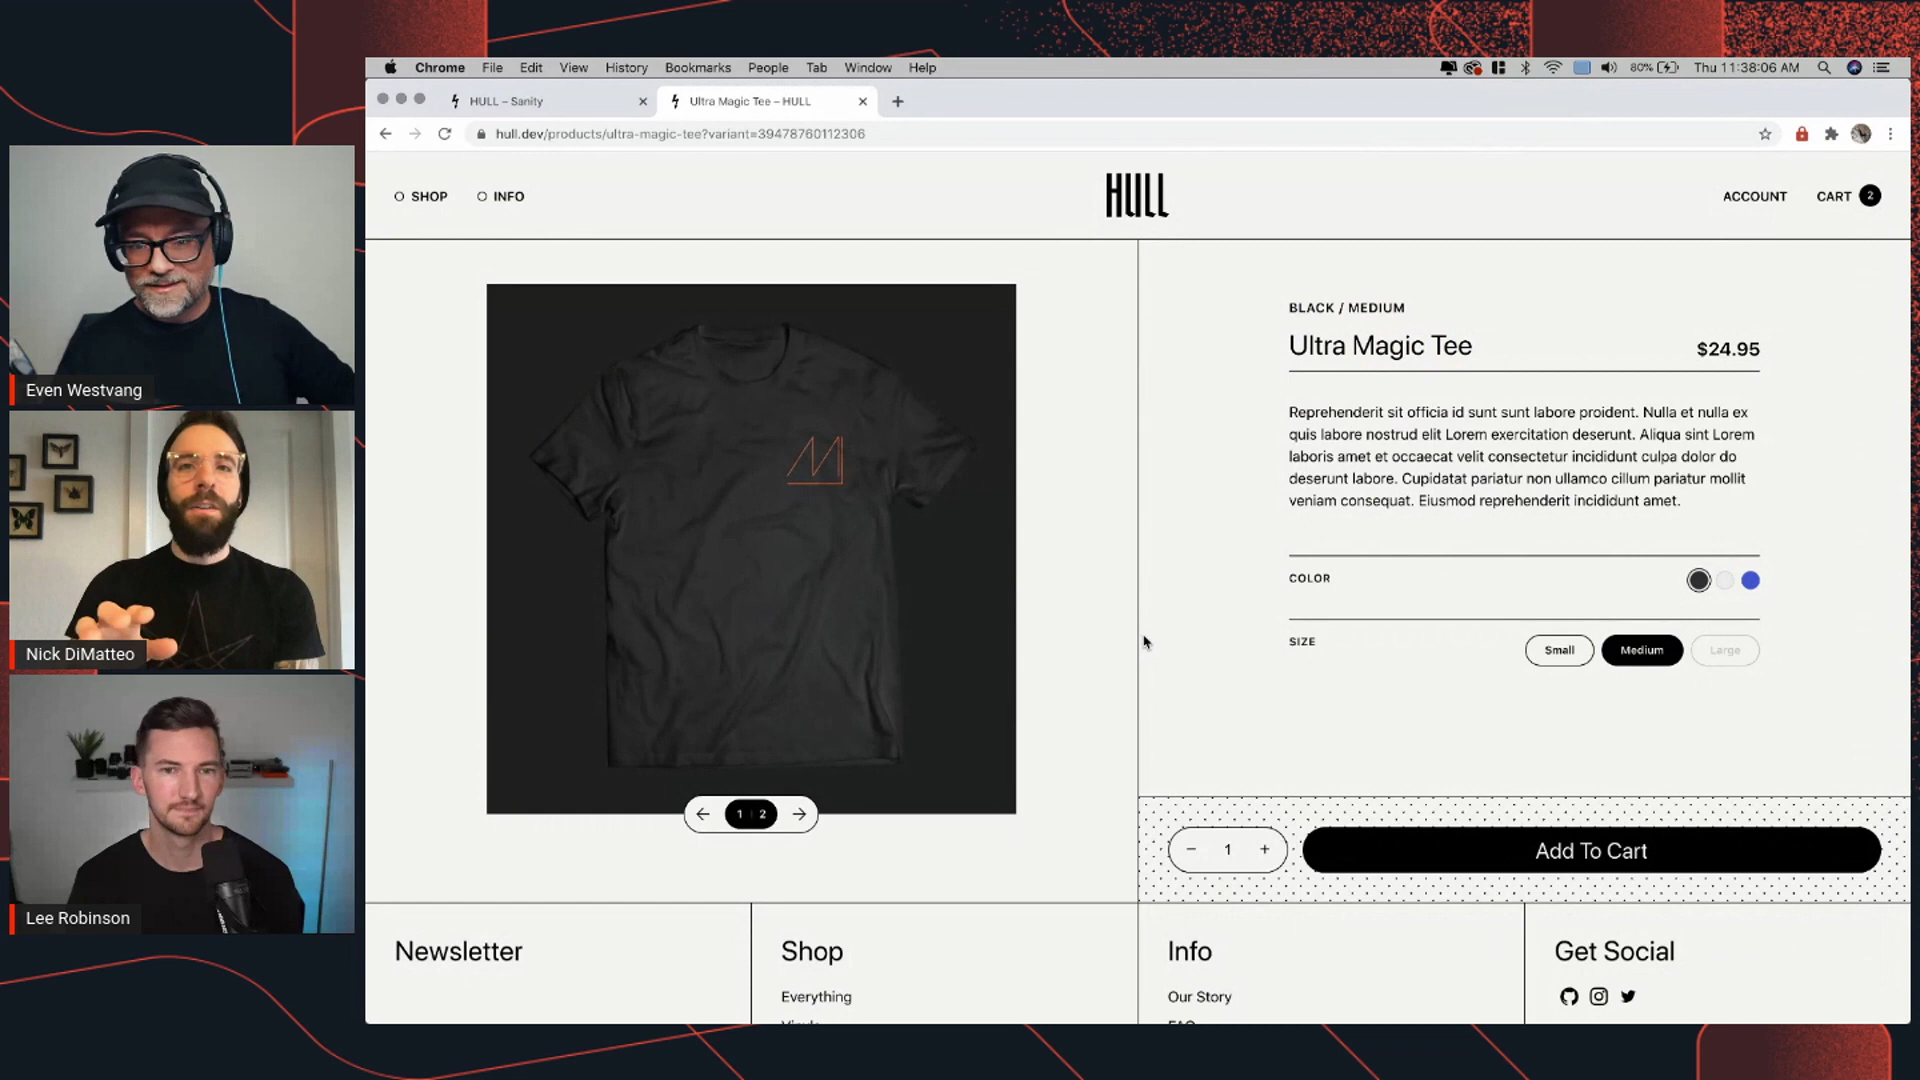 Chrome File Edit View History Bookmarks People Tab Window Help
80% Thu 11:38:06 AM
HULL – Sanity
Ultra Magic Tee – HULL
hull.dev/products/ultra-magic-tee?variant=39478760112306
SHOP
INFO
HULL
ACCOUNT
CART 2
Even Westvang
Nick DiMatteo
Lee Robinson
BLACK / MEDIUM
Ultra Magic Tee
$24.95
Reprehenderit sit officia id sunt sunt labore proident. Nulla et nulla ex
quis labore nostrud elit Lorem exercitation deserunt. Aliqua sint Lorem
laboris amet et occaecat velit consectetur incididunt culpa dolor do
deserunt labore. Cupidatat pariatur non ullamco cillum pariatur mollit
veniam consequat. Eiusmod reprehenderit incididunt amet.
COLOR
SIZE
Small
Medium
Large
1 2
− 1 +
Add To Cart
Newsletter
Shop
Everything
Info
Our Story
Get Social